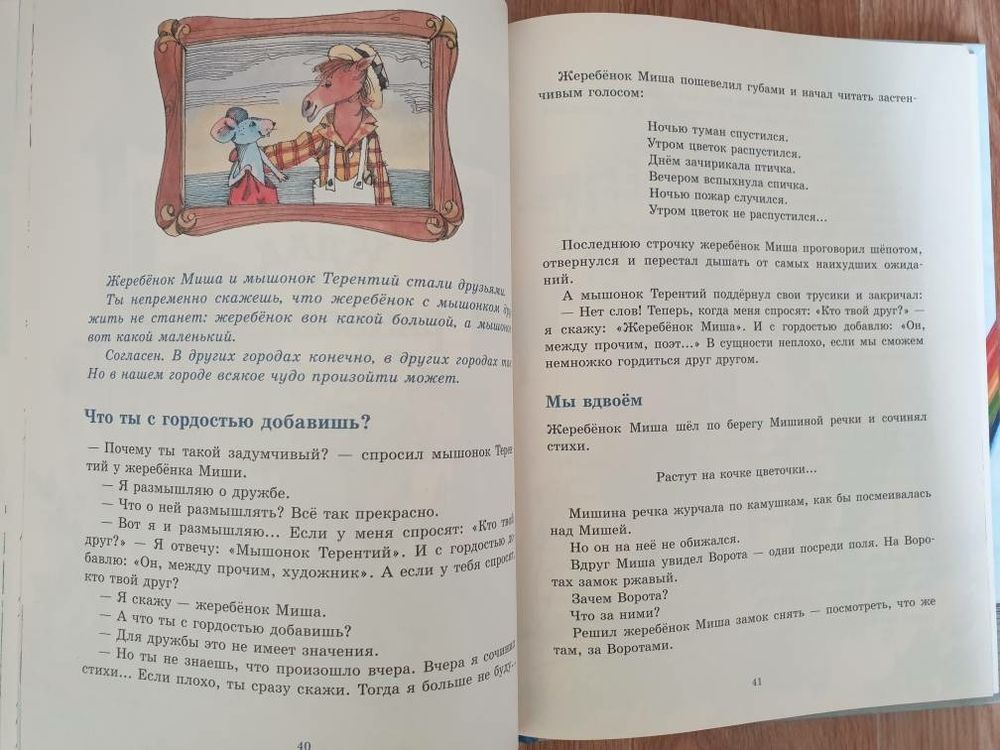 Жеребёнок Миша и мышонок Терентий стали друзьями.
Ты непременно скажешь, что жеребёнок с мышонком
жить не станет: жеребёнок вон какой большой, а мышонок
вот какой маленький.
Согласен. В других городах конечно, в других городах
Но в нашем городе всякое чудо произойти может.
Что ты с гордостью добавишь?
— Почему ты такой задумчивый? — спросил мышонок Терен-
тий у жеребёнка Миши.
— Я размышляю о дружбе.
— Что о ней размышлять? Всё так прекрасно.
— Вот я и размышляю... Если у меня спросят: «Кто твой
друг?» — Я отвечу: «Мышонок Терентий». И с гордостью до-
бавлю: «Он, между прочим, художник». А если у тебя спросят,
кто твой друг?
— Я скажу — жеребёнок Миша.
— А что ты с гордостью добавишь?
— Для дружбы это не имеет значения.
— Но ты не знаешь, что произошло вчера. Вчера я сочинил
стихи... Если плохо, ты сразу скажи. Тогда я больше не буду...
40
Жеребёнок Миша пошевелил губами и начал читать застен-
чивым голосом:
Ночью туман спустился.
Утром цветок распустился.
Днём зачирикала птичка.
Вечером вспыхнула спичка.
Ночью пожар случился.
Утром цветок не распустился...
Последнюю строчку жеребёнок Миша проговорил шёпотом,
отвернулся и перестал дышать от самых наихудших ожида-
ний.
А мышонок Терентий поддёрнул свои трусики и закричал:
— Нет слов! Теперь, когда меня спросят: «Кто твой друг?» —
я скажу: «Жеребёнок Миша». И с гордостью добавлю: «Он,
между прочим, поэт...» В сущности неплохо, если мы сможем
немножко гордиться друг другом.
Мы вдвоём
Жеребёнок Миша шёл по берегу Мишиной речки и сочинял
стихи.
Растут на кочке цветочки...
Мишина речка журчала по камушкам, как бы посмеивалась
над Мишей.
Но он на неё не обижался.
Вдруг Миша увидел Ворота — одни посреди поля. На Воро-
тах замок ржавый.
Зачем Ворота?
Что за ними?
Решил жеребёнок Миша замок снять — посмотреть, что же
там, за Воротами.
41